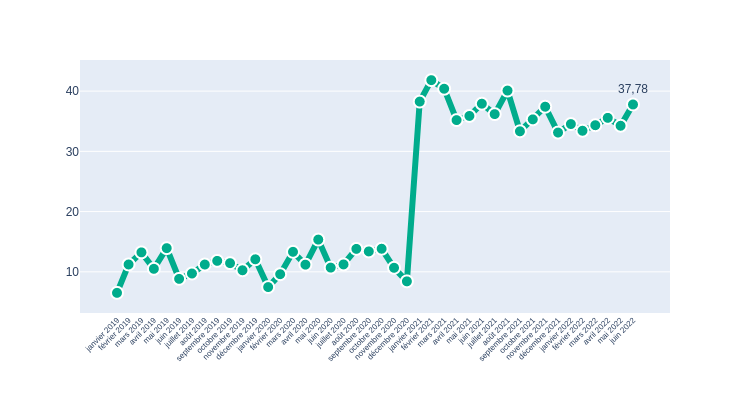 37,78
40
30
20
10
janvier 2019
février 2019
mars 2019
avril 2019
mai 2019
juin 2019
juillet 2019
août 2019
septembre 2019
octobre 2019
novembre 2019
décembre 2019
janvier 2020
février 2020
mars 2020
avril 2020
mai 2020
juin 2020
juillet 2020
août 2020
septembre 2020
octobre 2020
novembre 2020
décembre 2020
janvier 2021
février 2021
mars 2021
avril 2021
mai 2021
juin 2021
juillet 2021
août 2021
septembre 2021
octobre 2021
novembre 2021
décembre 2021
janvier 2022
février 2022
mars 2022
avril 2022
mai 2022
juin 2022